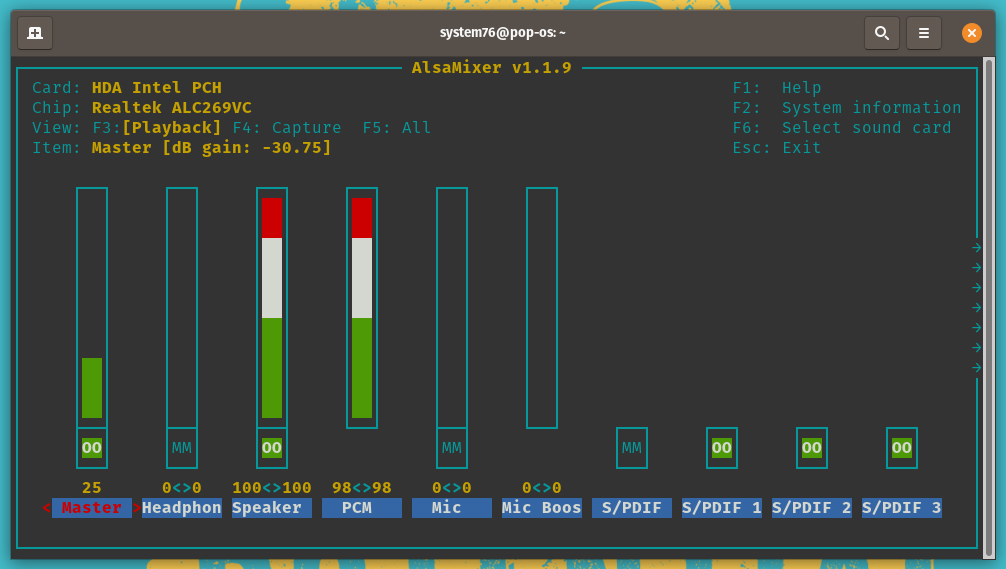 system76@pop-os: ~
AlsaMixer v1.1.9
Card: HDA Intel PCH F1: Help
Chip: Realtek ALC269VC F2: System information
View: F3:[Playback] F4: Capture F5: All F6: Select sound card
Item: Master [dB gain: -30.75] Esc: Exit
OO MM OO MM MM OO OO OO
25 0<>0 100<>100 98<>98 0<>0 0<>0
< Master >Headphon Speaker PCM Mic Mic Boos S/PDIF S/PDIF 1 S/PDIF 2 S/PDIF 3